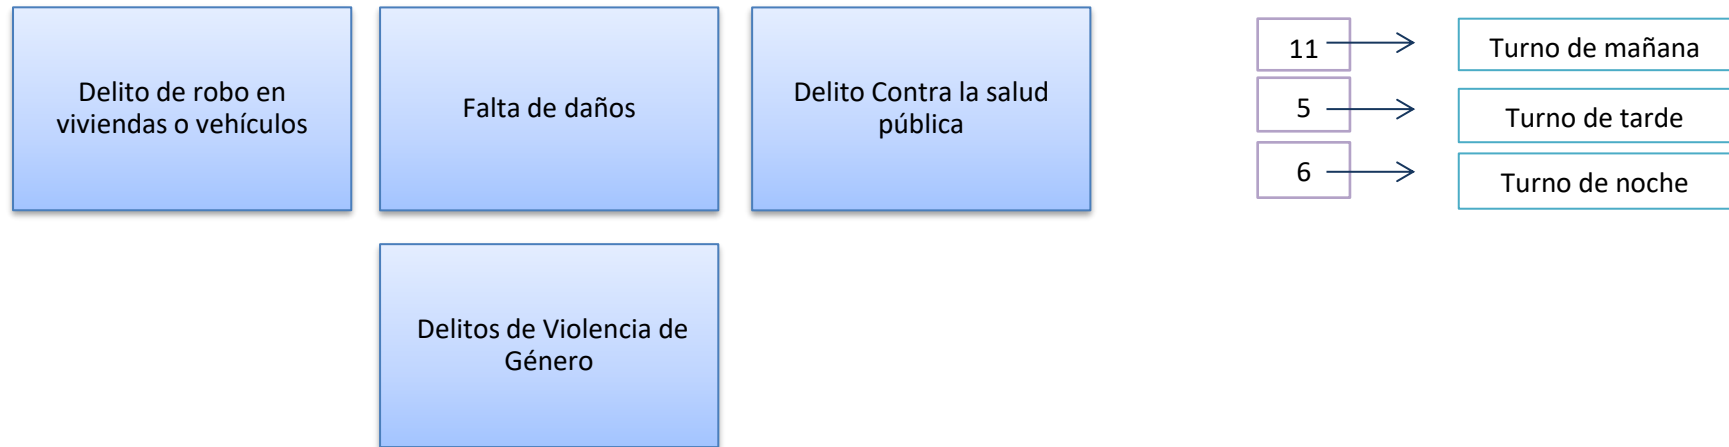 Delito de robo en
viviendas o vehículos
Falta de daños
Delito Contra la salud
pública
Delitos de Violencia de
Género
11
Turno de mañana
5
Turno de tarde
6
Turno de noche